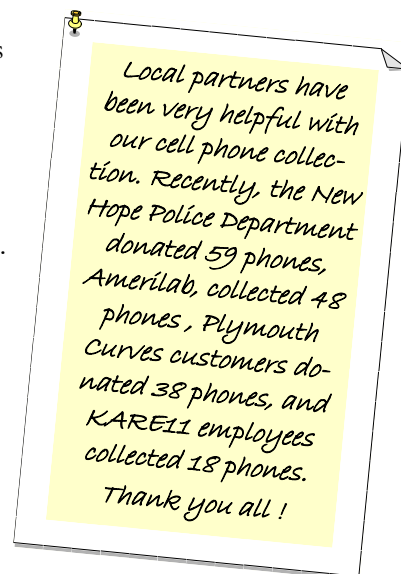 s
.
Local partners have
been very helpful with
our cell phone collec-
tion. Recently, the New
Hope Police Department
donated 59 phones,
Amerilab, collected 48
phones , Plymouth
Curves customers do-
nated 38 phones, and
KARE11 employees
collected 18 phones.
Thank you all !